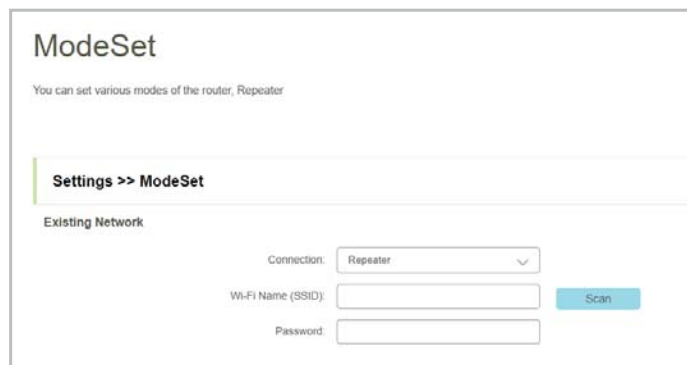 ModeSet
You can set various modes of the router, Repeater
Settings >> ModeSet
Existing Network
Connection: Repeater
Wi-Fi Name (SSID): Scan
Password: